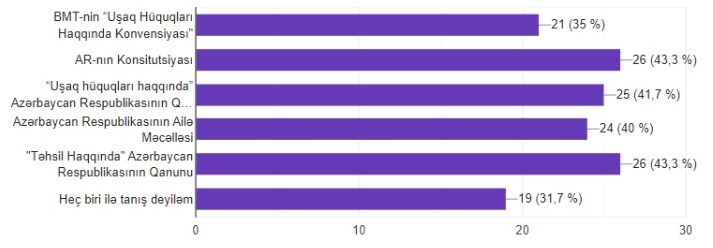 BMT-nin “Uşaq Hüquqları
Haqqında Konvensiyası"
21 (35 %)
AR-nın Konsitutsiyası
26 (43,3 %)
“Uşaq hüquqları haqqında”
Azərbaycan Respublikasının Q...
25 (41,7 %)
Azərbaycan Respublikasının Ailə
Məcəlləsi
24 (40 %)
"Təhsil Haqqında" Azərbaycan
Respublikasının Qanunu
26 (43,3 %)
Heç biri ilə tanış deyiləm
19 (31,7 %)
0 10 20 30